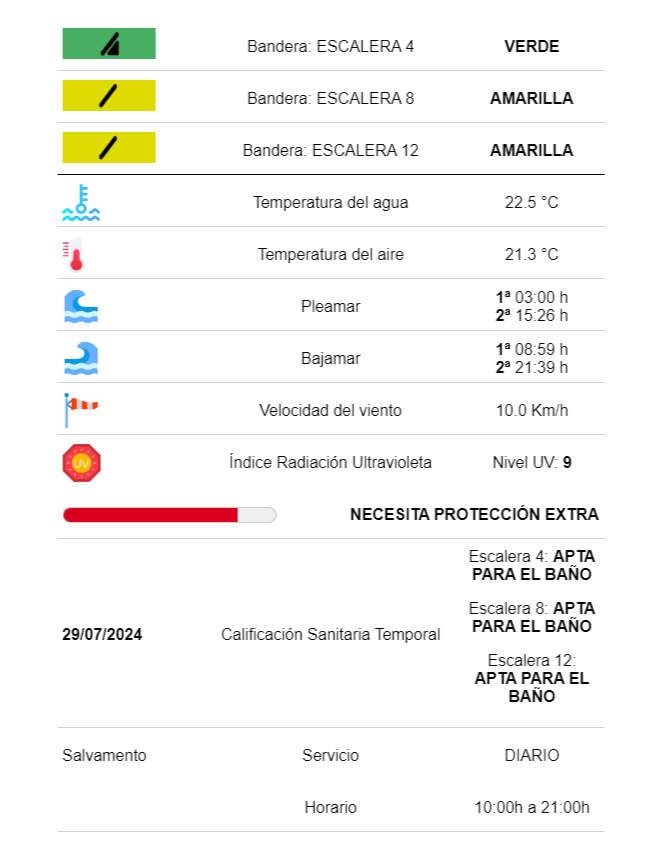 Bandera: ESCALERA 4 VERDE
Bandera: ESCALERA 8 AMARILLA
Bandera: ESCALERA 12 AMARILLA
Temperatura del agua 22.5 °C
Temperatura del aire 21.3 °C
Pleamar 1ª 03:00 h
2ª 15:26 h
Bajamar 1ª 08:59 h
2ª 21:39 h
Velocidad del viento 10.0 Km/h
UV Índice Radiación Ultravioleta Nivel UV: 9
NECESITA PROTECCIÓN EXTRA
29/07/2024 Calificación Sanitaria Temporal
Escalera 4: APTA
PARA EL BAÑO
Escalera 8: APTA
PARA EL BAÑO
Escalera 12:
APTA PARA EL
BAÑO
Salvamento Servicio DIARIO
Horario 10:00h a 21:00h